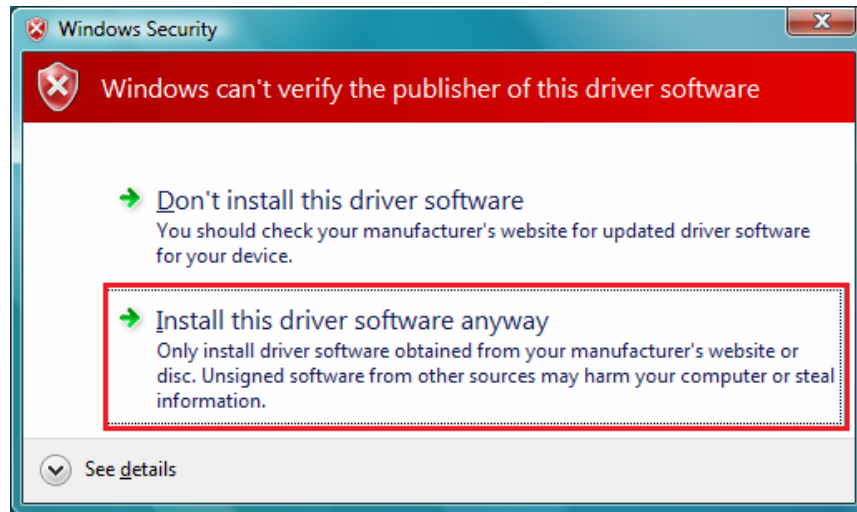 Windows Security
Windows can't verify the publisher of this driver software
Don't install this driver software
You should check your manufacturer's website for updated driver software
for your device.
Install this driver software anyway
Only install driver software obtained from your manufacturer's website or
disc. Unsigned software from other sources may harm your computer or steal
information.
See details